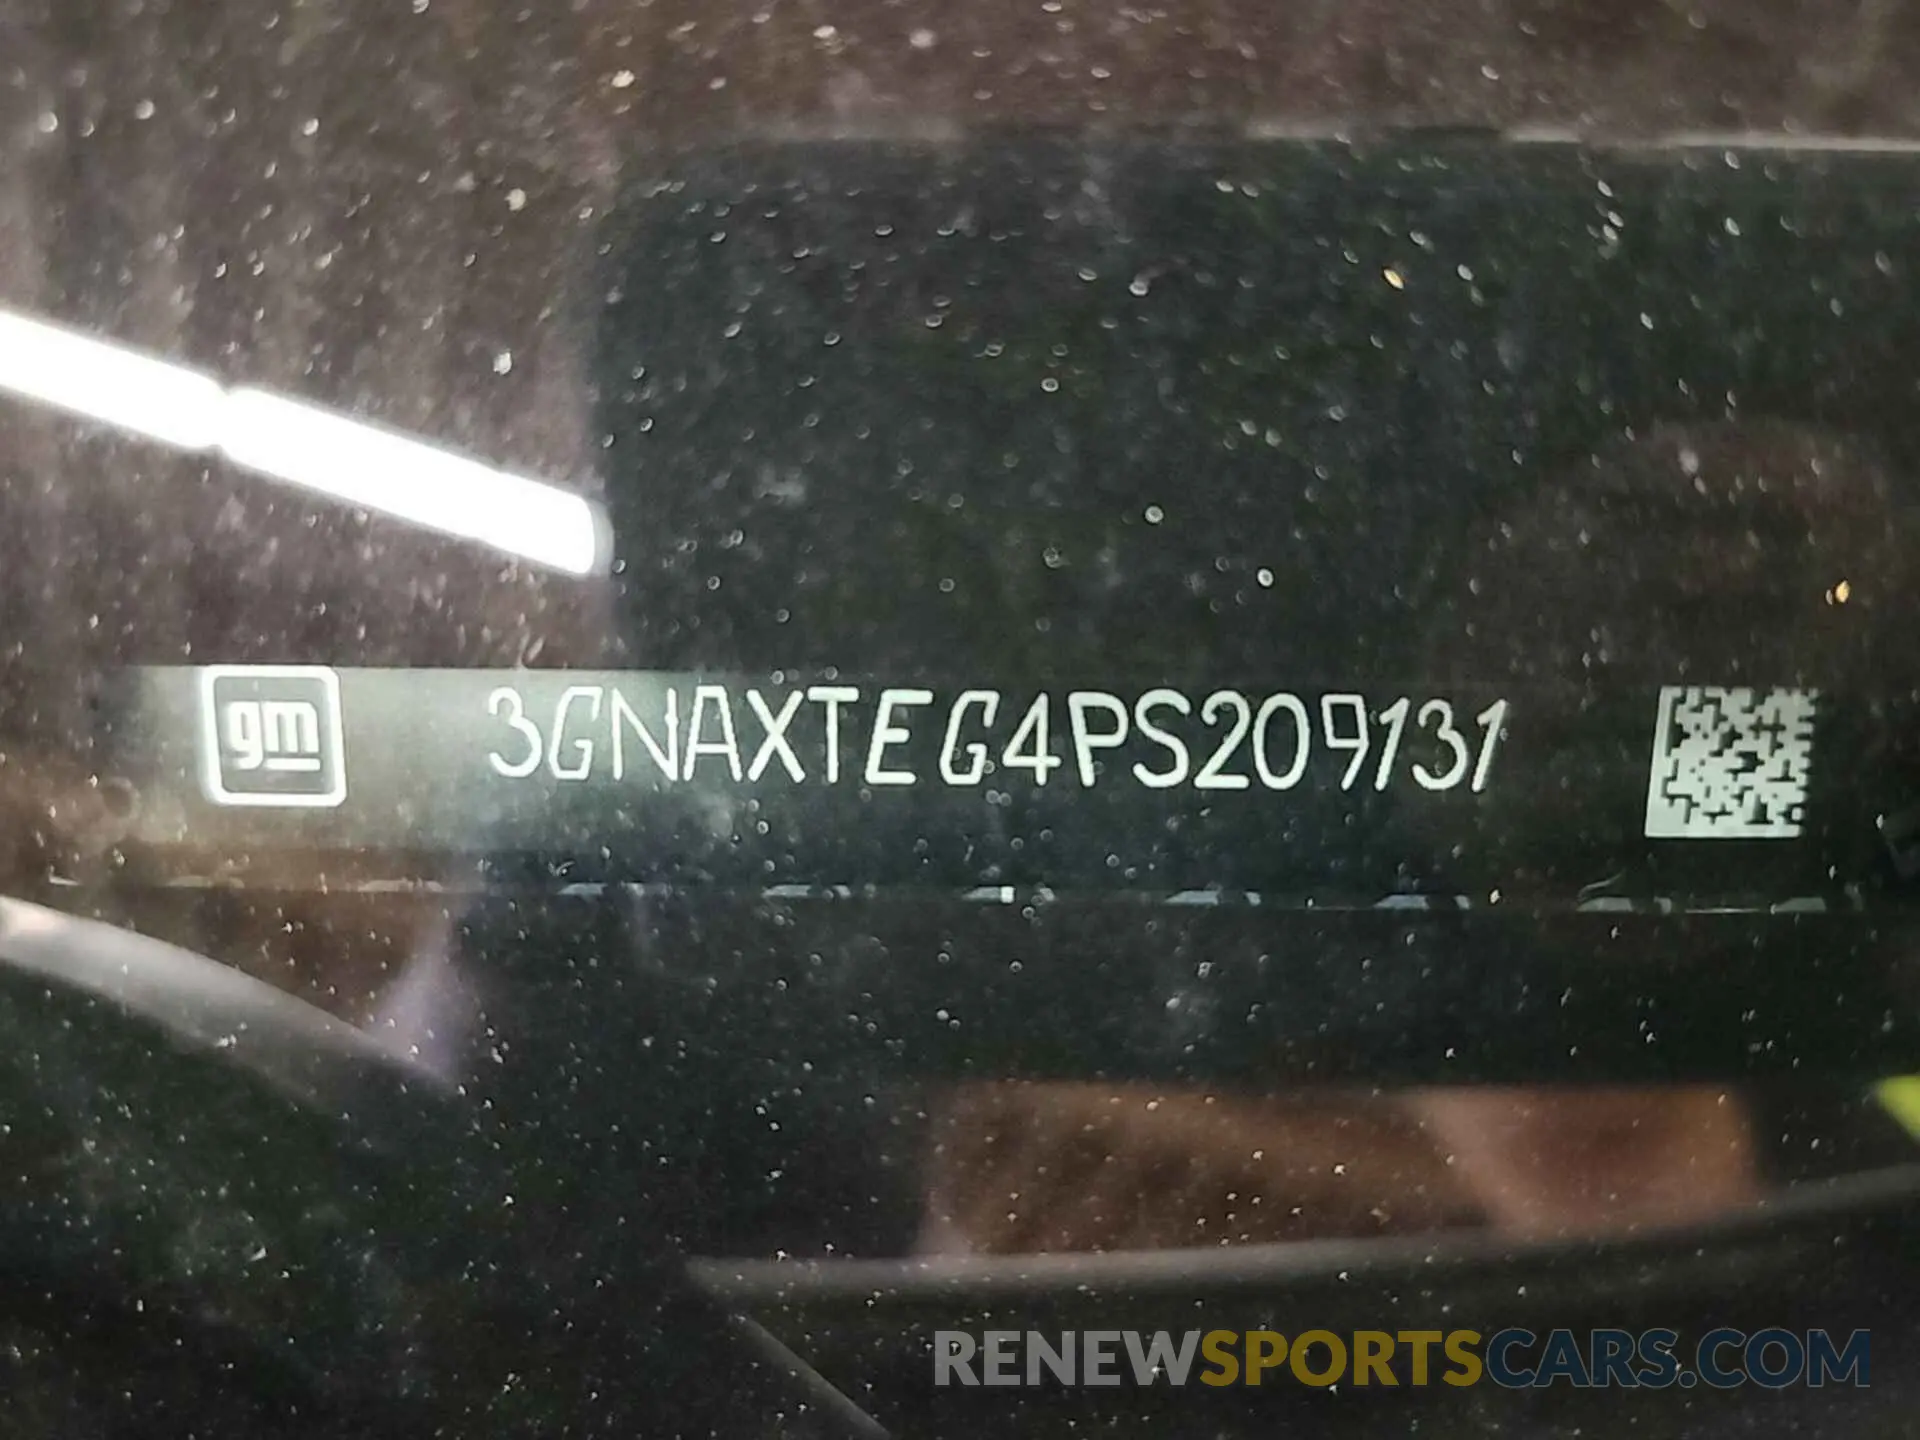 gm 3GNAXTEG4PS209131
RENEWSPORTSCARS.COM